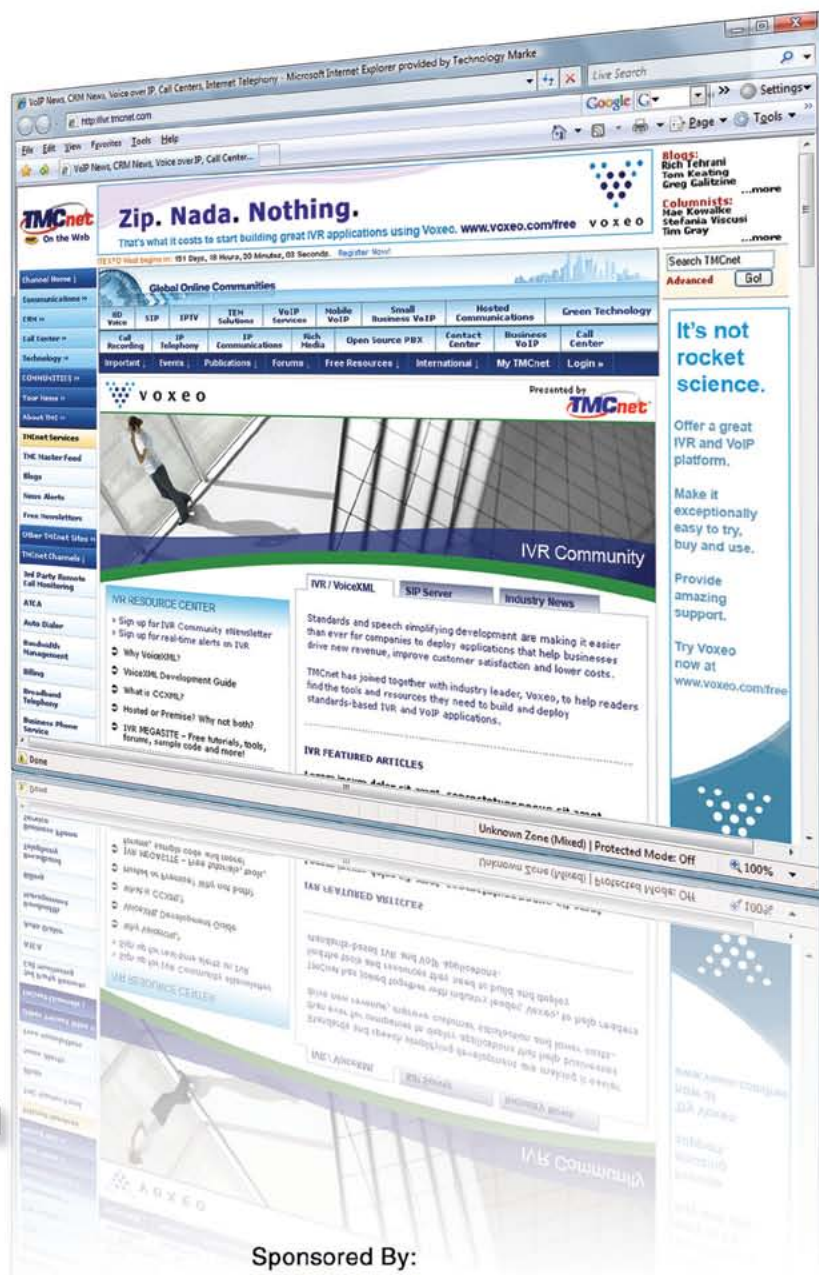 VoIP News, CRM News, Voice over IP, Call Centers, Internet Telephony - Microsoft Internet Explorer provided by Technology Marke
http://ivr.tmcnet.com
Live Search
File Edit View Favorites Tools Help
Google
Settings
VoIP News, CRM News, Voice over IP, Call Center...
Page Tools
TMCnet
On the Web
Zip. Nada. Nothing.
That's what it costs to start building great IVR applications using Voxeo. www.voxeo.com/free
voxeo
Blogs:
Rich Tehrani
Tom Keating
Greg Galitzine
...more
Columnists:
Mae Kowalke
Stefania Viscusi
Tim Gray
...more
Search TMCnet
Advanced
Go!
begins in: 151 Days, 18 Hours, 20 Minutes, 03 Seconds. Register Now!
Global Online Communities
HD Voice
SIP
IPTV
TEM Solutions
VoIP Services
Mobile VoIP
Small Business VoIP
Hosted Communications
Green Technology
Call Recording
IP Telephony
IP Communications
Rich Media
Open Source PBX
Contact Center
Business VoIP
Call Center
Important
Events
Publications
Forums
Free Resources
International
My TMCnet
Login »
Channel Home
Communications »
CRM »
Call Center »
Technology »
COMMUNITIES »
Your Home »
About TMC »
TMCnet Services
TMC Master Feed
Blogs
News Alerts
Free Newsletters
Other TMCnet Sites »
TMCnet Channels
3rd Party Remote
Call Monitoring
ATCA
Auto Dialer
Bandwidth
Management
Billing
Broadband
Telephony
Business Phone
Service
voxeo
Presented by
TMCnet
IVR Community
IVR RESOURCE CENTER
» Sign up for IVR Community eNewsletter
» Sign up for real-time alerts on IVR
Why VoiceXML?
VoiceXML Development Guide
What is CCXML?
Hosted or Premise? Why not both?
IVR MEGASITE – Free tutorials, tools,
forums, sample code and more!
IVR / VoiceXML
SIP Server
Industry News
Standards and speech simplifying development are making it easier
than ever for companies to deploy applications that help businesses
drive new revenue, improve customer satisfaction and lower costs.
TMCnet has joined together with industry leader, Voxeo, to help readers
find the tools and resources they need to build and deploy
standards-based IVR and VoIP applications.
IVR FEATURED ARTICLES
It's not
rocket
science.
Offer a great
IVR and VoIP
platform.
Make it
exceptionally
easy to try,
buy and use.
Provide
amazing
support.
Try Voxeo
now at
www.voxeo.com/free
Done
Unknown Zone (Mixed) | Protected Mode: Off
100%
Sponsored By: